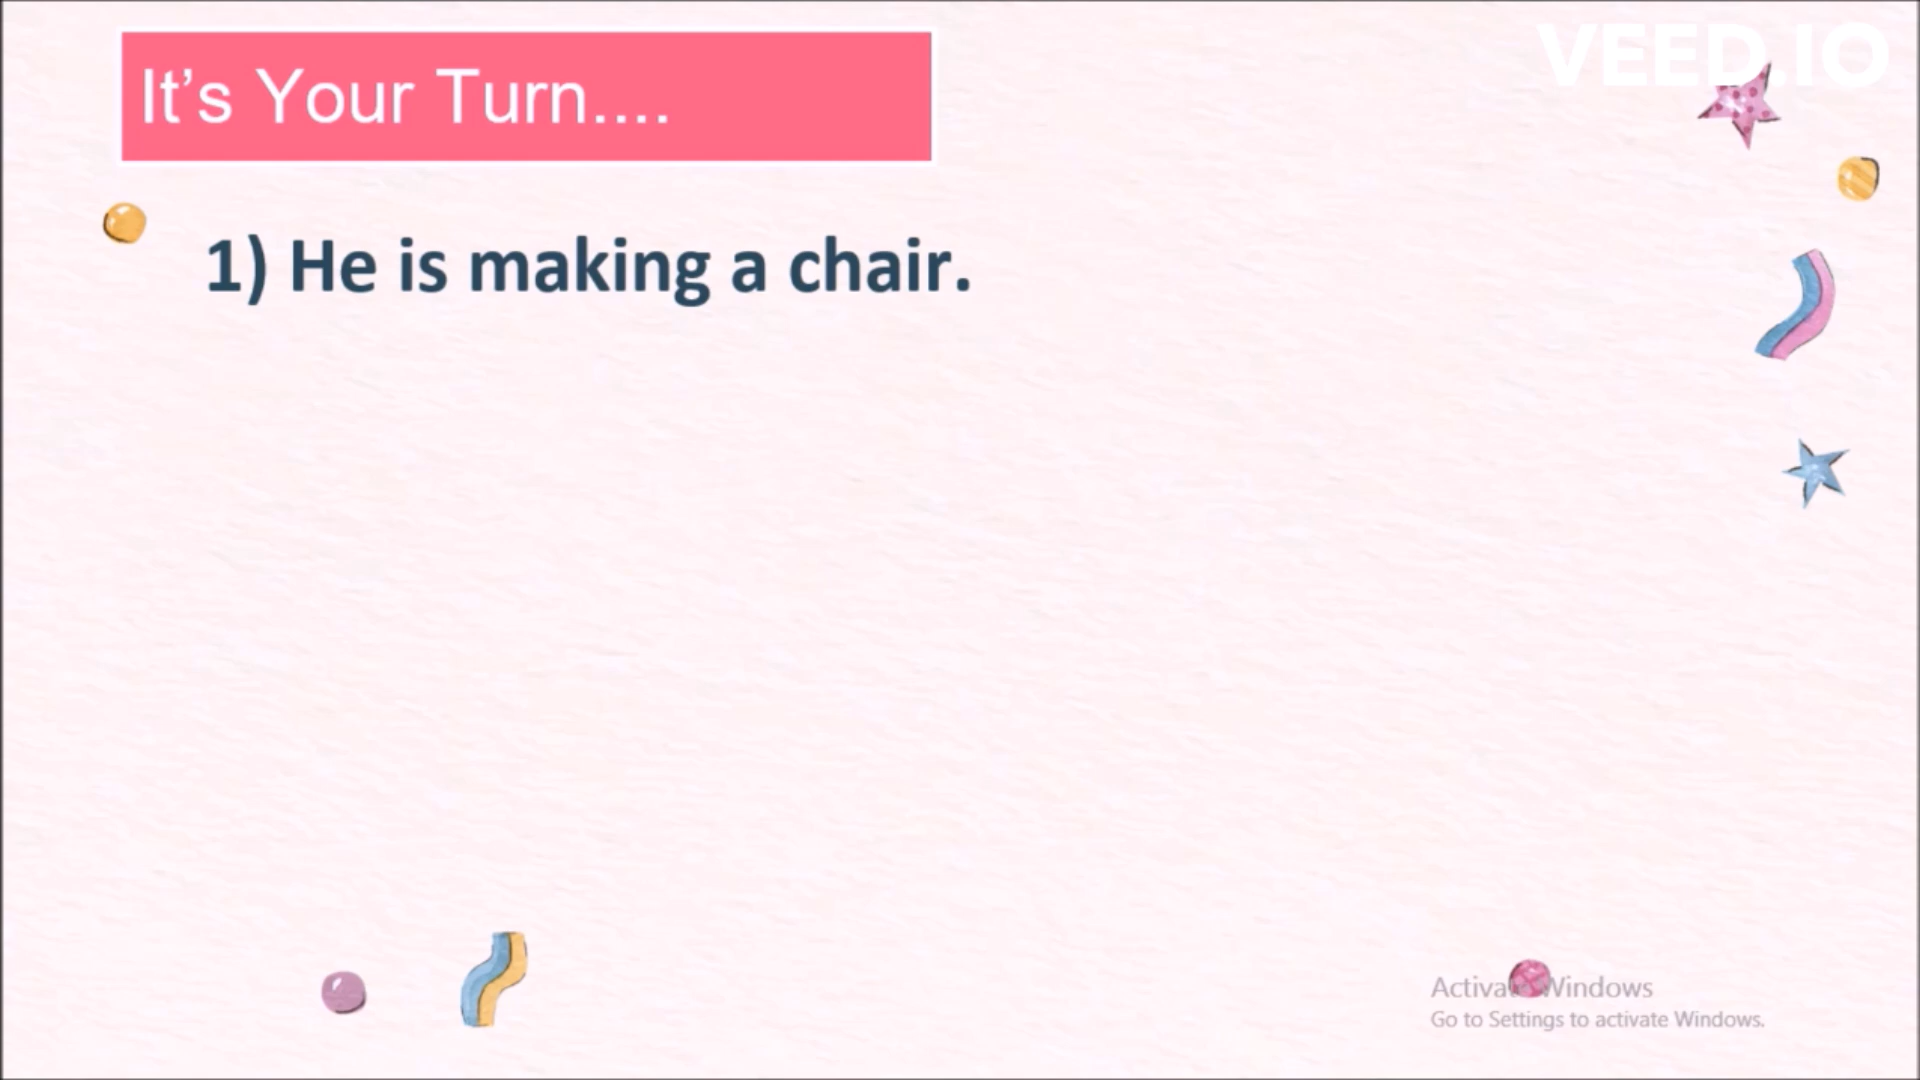 VEED.IO
It's Your Turn....
1) He is making a chair.
Activate Windows
Go to Settings to activate Windows.